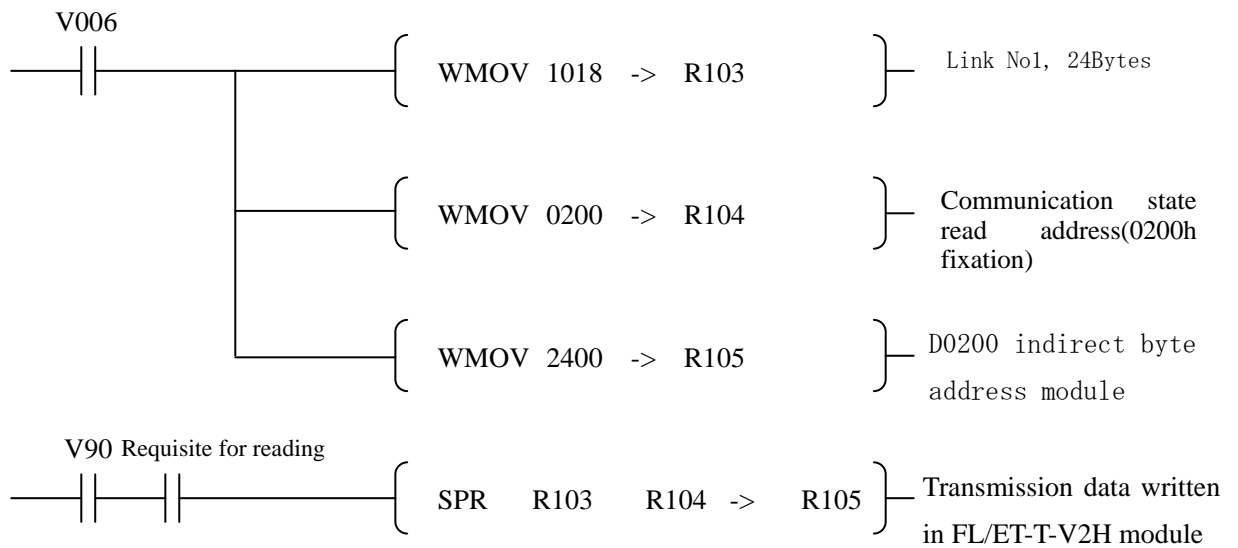 V006
WMOV 1018 -> R103
Link No1, 24Bytes
WMOV 0200 -> R104
Communication state
read address(0200h
fixation)
WMOV 2400 -> R105
D0200 indirect byte
address module
V90 Requisite for reading
SPR R103 R104 -> R105
Transmission data written
in FL/ET-T-V2H module